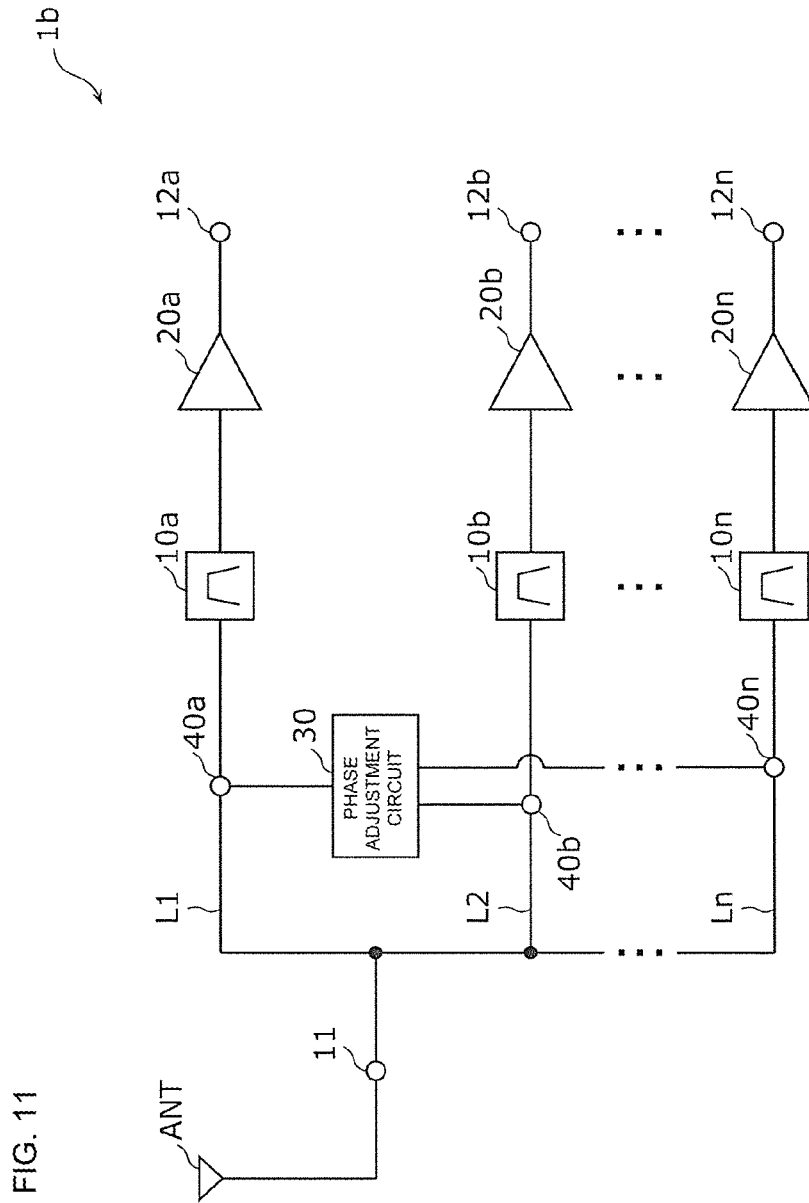 FIG. 11
1b
ANT
11
L1
40a
10a
20a
12a
30
PHASE
ADJUSTMENT
CIRCUIT
L2
40b
10b
20b
12b
...
...
...
...
Ln
40n
10n
20n
12n